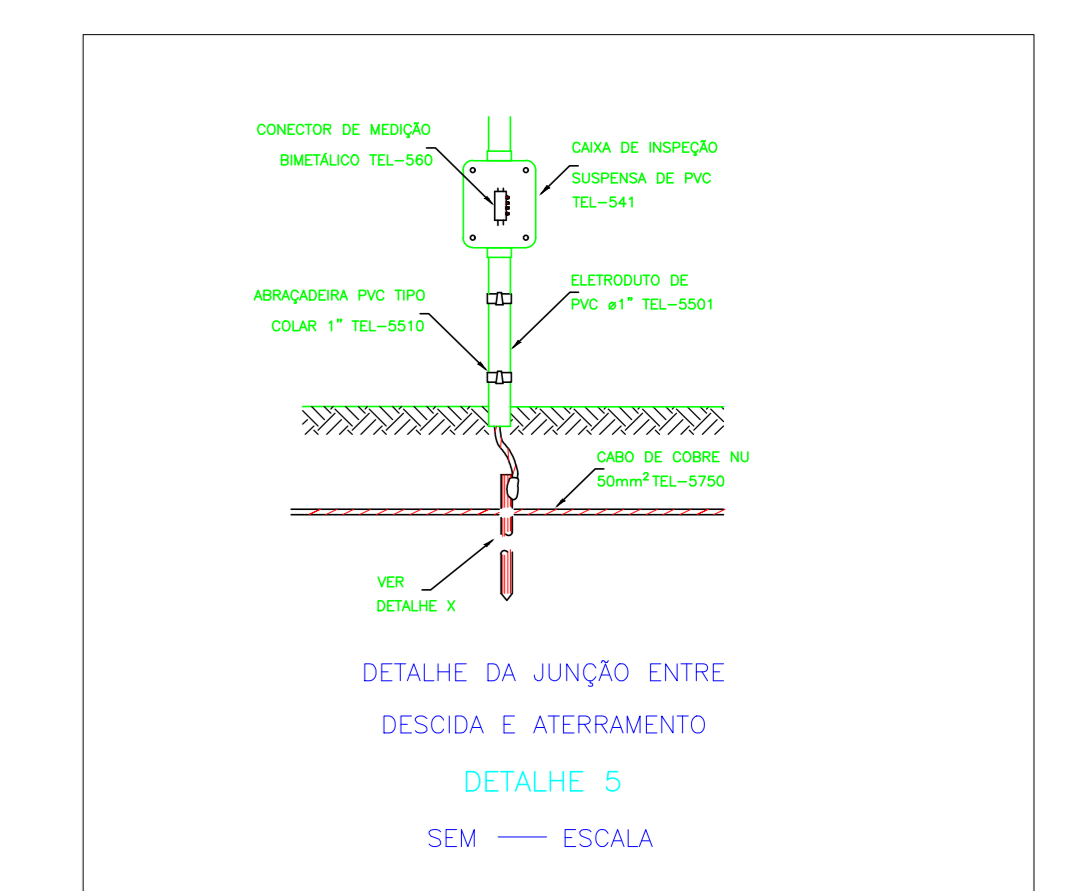 CONECTOR DE MEDIÇÃO
BIMETÁLICO TEL-560
CAIXA DE INSPEÇÃO
SUSPENSA DE PVC
TEL-541
ELETRODUTO DE
PVC ø1" TEL-5501
ABRAÇADEIRA PVC TIPO
COLAR 1" TEL-5510
CABO DE COBRE NU
50mm² TEL-5750
VER
DETALHE X
DETALHE DA JUNÇÃO ENTRE
DESCIDA E ATERRAMENTO
DETALHE 5
SEM — ESCALA